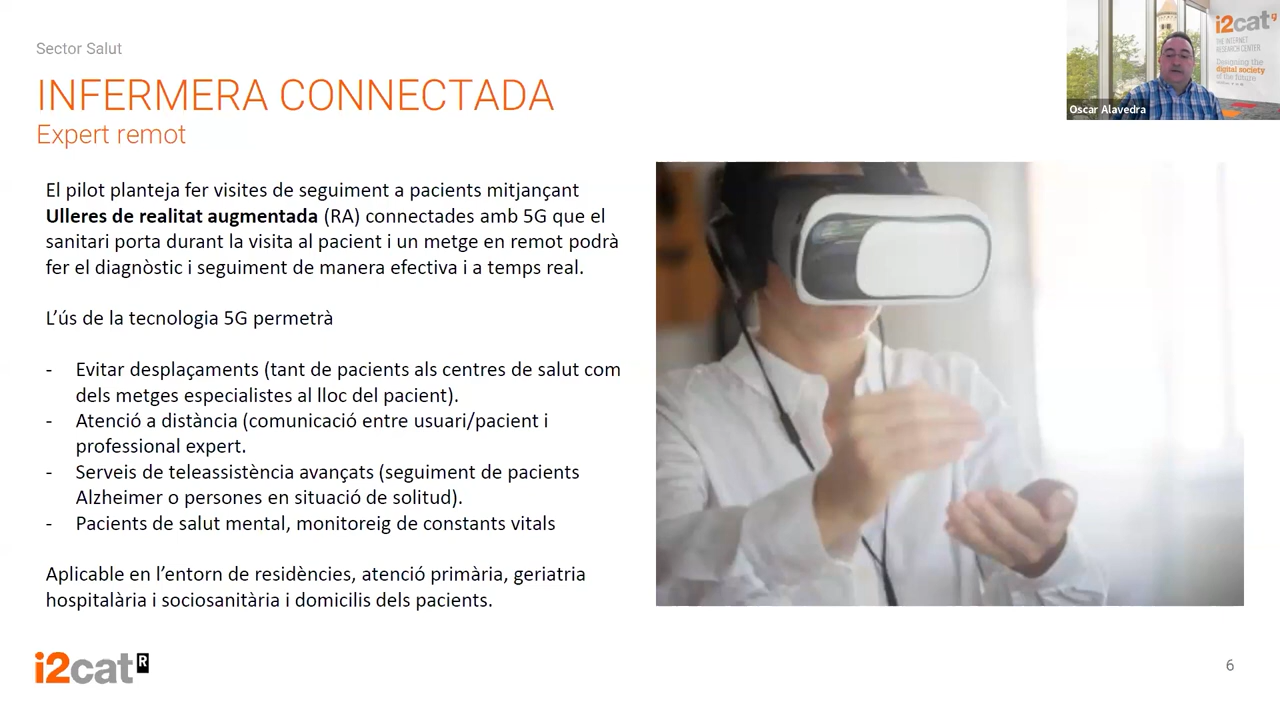 Sector Salut
INFERMERA CONNECTADA
Expert remot
El pilot planteja fer visites de seguiment a pacients mitjançant
Ulleres de realitat augmentada (RA) connectades amb 5G que el
sanitari porta durant la visita al pacient i un metge en remot podrà
fer el diagnòstic i seguiment de manera efectiva i a temps real.
L’ús de la tecnologia 5G permetrà
- Evitar desplaçaments (tant de pacients als centres de salut com
dels metges especialistes al lloc del pacient).
- Atenció a distància (comunicació entre usuari/pacient i
professional expert.
- Serveis de teleassistència avançats (seguiment de pacients
Alzheimer o persones en situació de solitud).
- Pacients de salut mental, monitoreig de constants vitals
Aplicable en l’entorn de residències, atenció primària, geriatria
hospitalària i sociosanitària i domicilis dels pacients.
i2cat R
6
i2cat
THE INTERNET
RESEARCH CENTER
Designing the
digital society
of the future
Oscar Alavedra